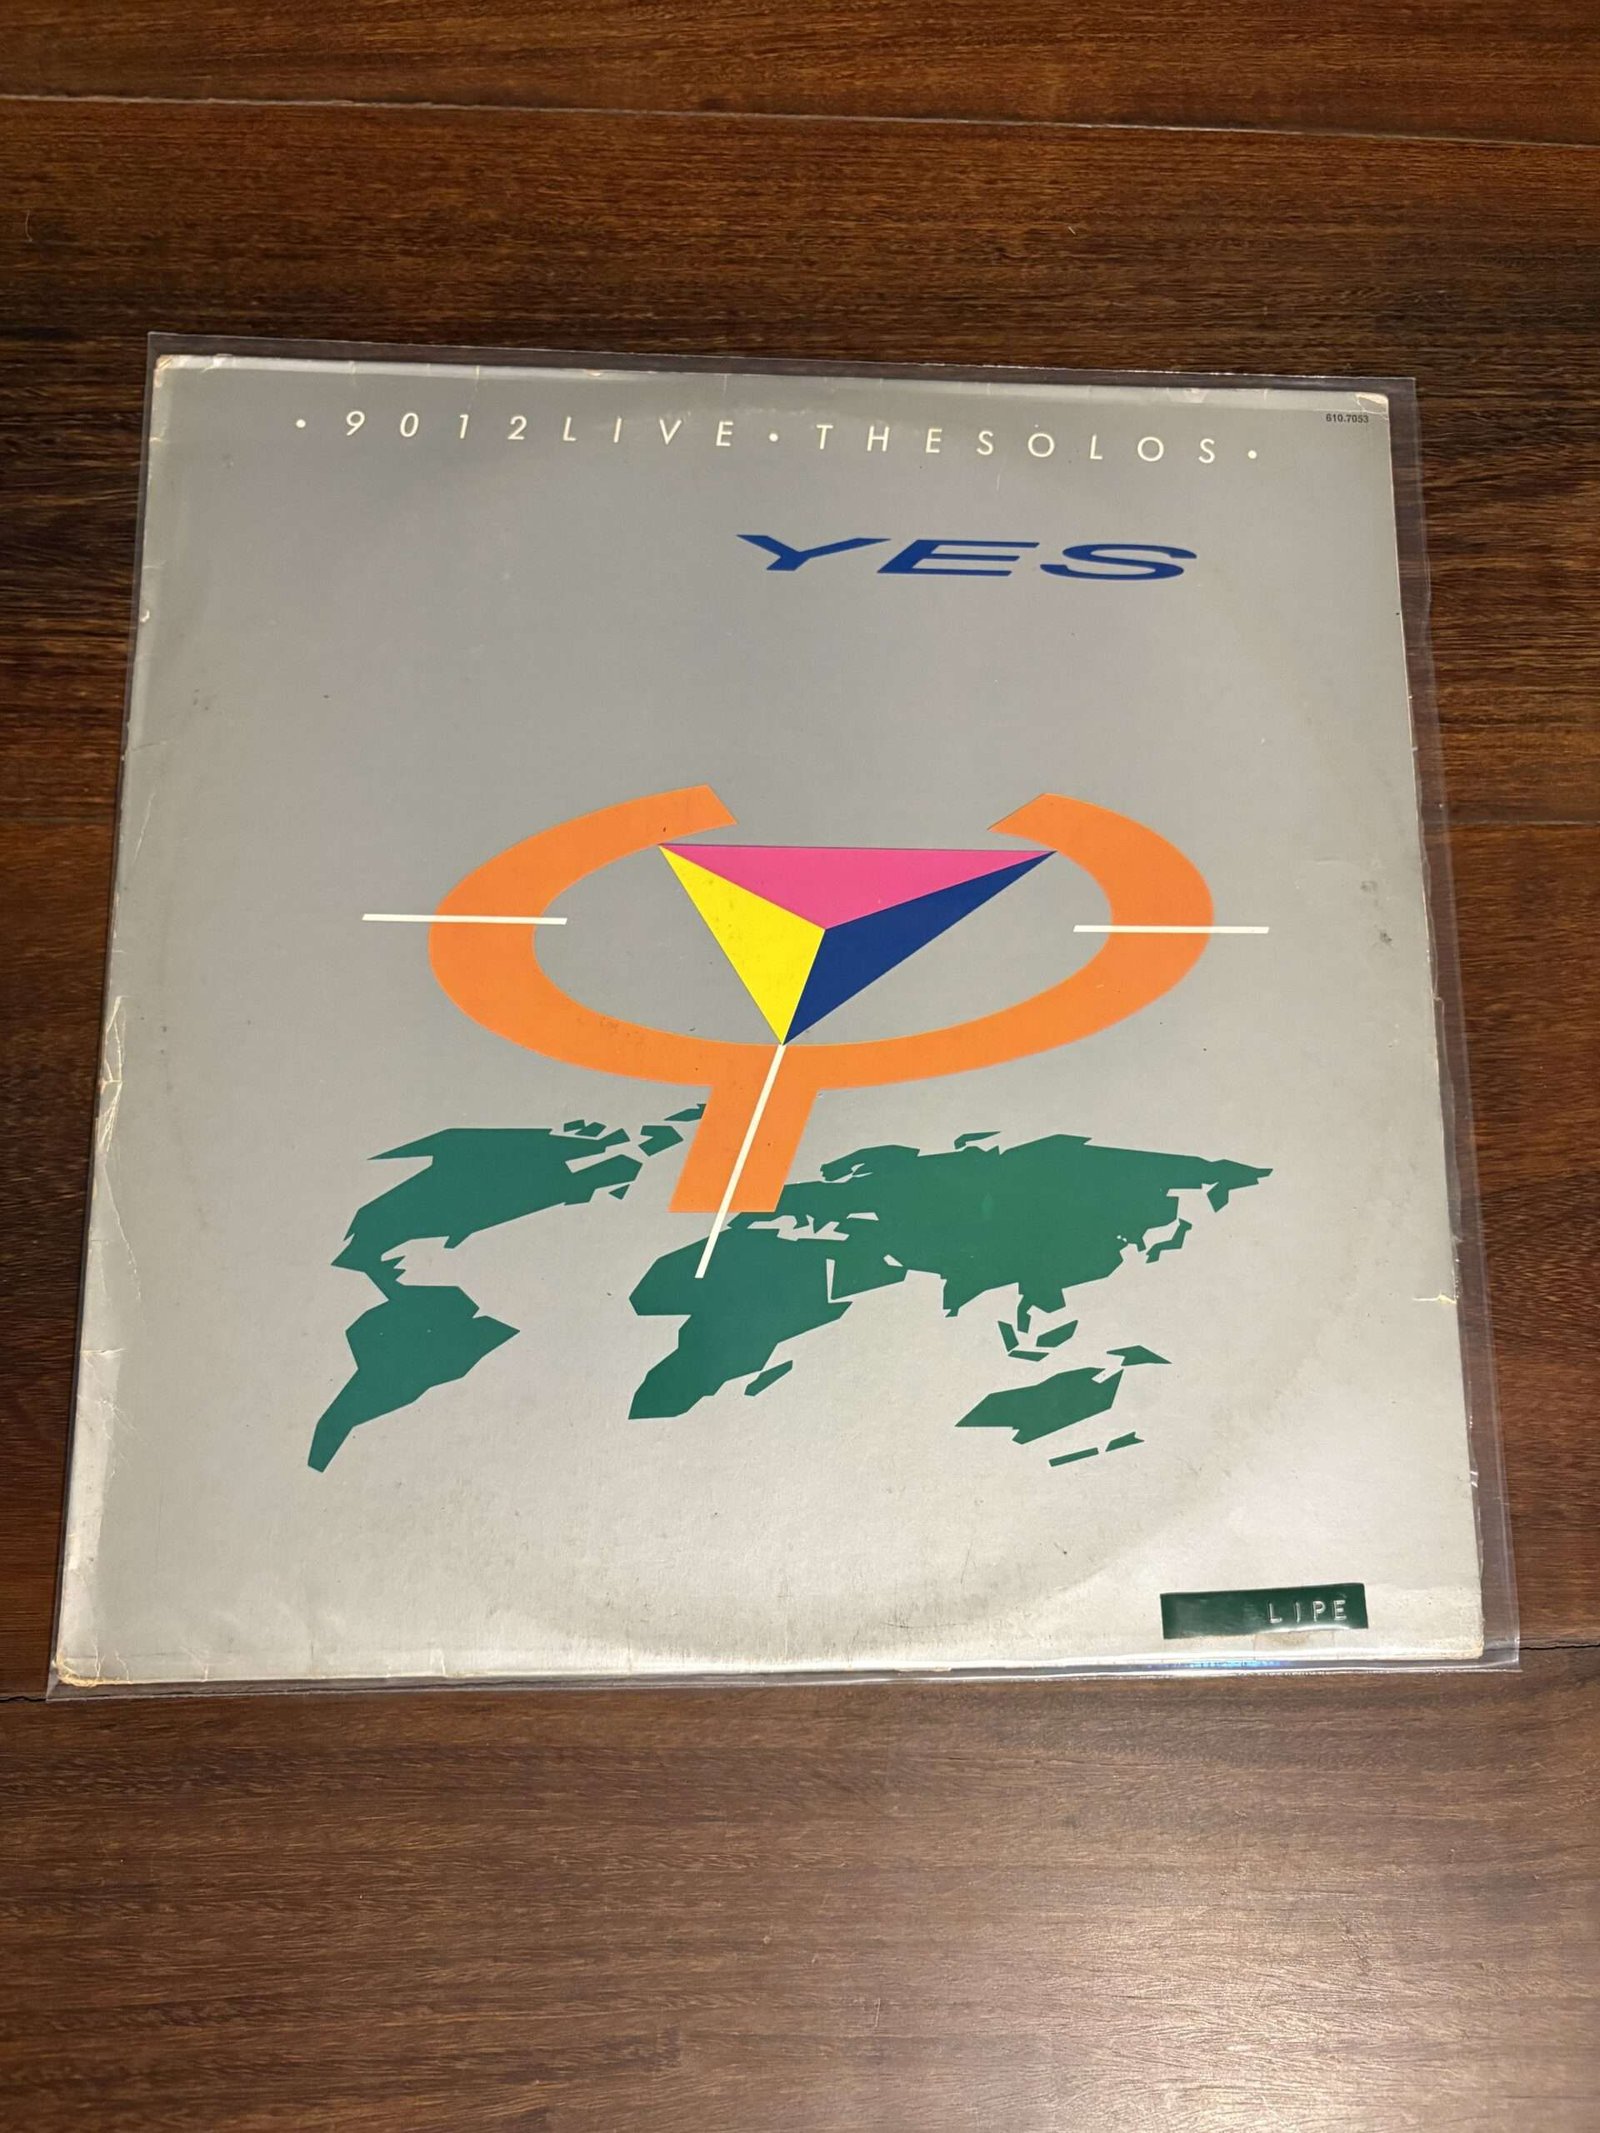 •9012LIVE•THESOLOS•
610.7053
YES
LIPE